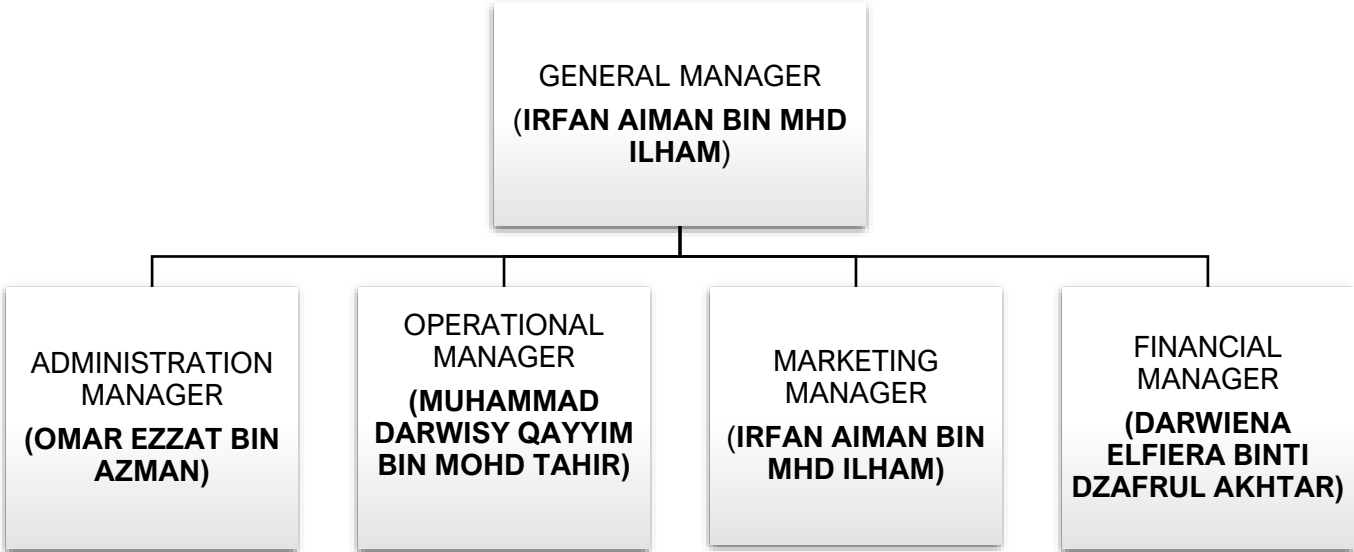 GENERAL MANAGER
(IRFAN AIMAN BIN MHD
ILHAM)
ADMINISTRATION
MANAGER
(OMAR EZZAT BIN
AZMAN)
OPERATIONAL
MANAGER
(MUHAMMAD
DARWISY QAYYIM
BIN MOHD TAHIR)
MARKETING
MANAGER
(IRFAN AIMAN BIN
MHD ILHAM)
FINANCIAL
MANAGER
(DARWIENA
ELFIERA BINTI
DZAFRUL AKHTAR)